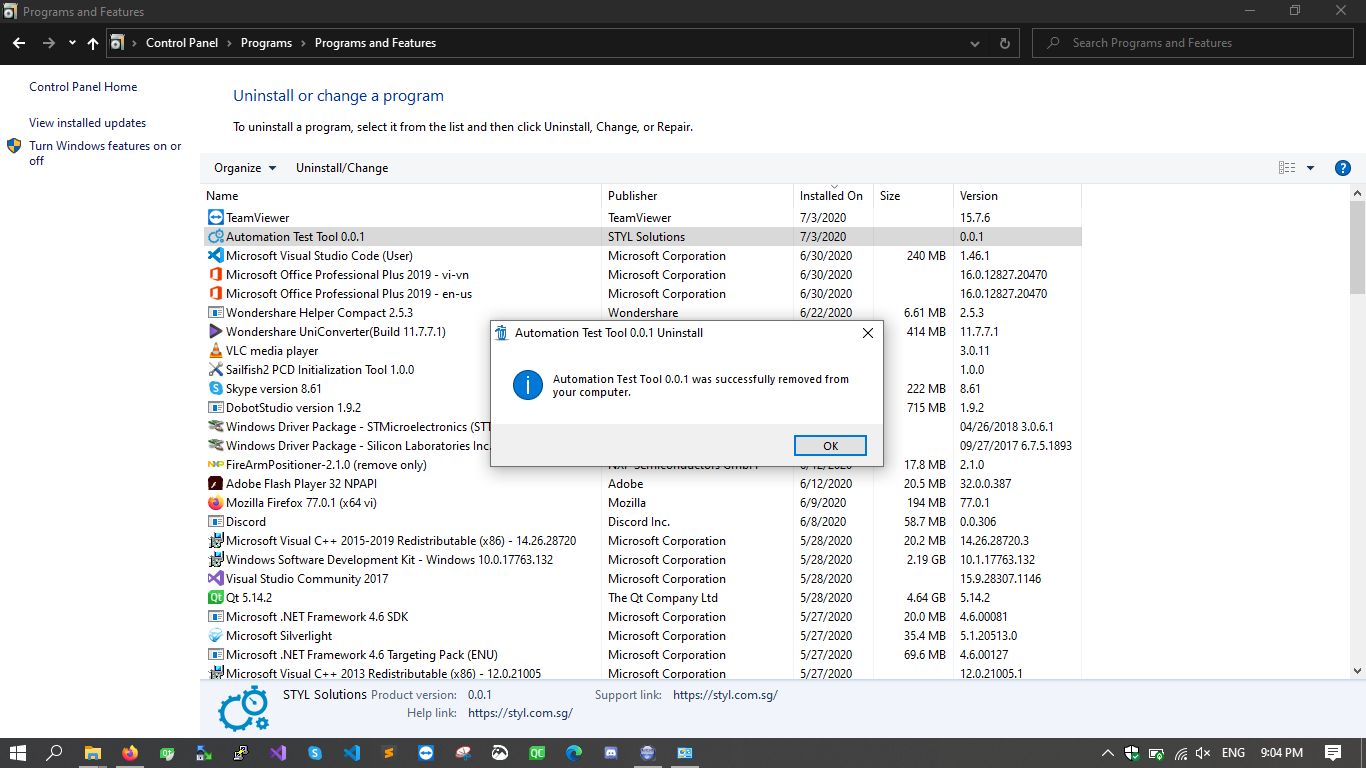 Programs and Features
Control Panel > Programs > Programs and Features
Search Programs and Features
Control Panel Home
View installed updates
Turn Windows features on or
off
Uninstall or change a program
To uninstall a program, select it from the list and then click Uninstall, Change, or Repair.
Organize Uninstall/Change
Name Publisher Installed On Size Version
TeamViewer TeamViewer 7/3/2020 15.7.6
Automation Test Tool 0.0.1 STYL Solutions 7/3/2020 0.0.1
Microsoft Visual Studio Code (User) Microsoft Corporation 6/30/2020 240 MB 1.46.1
Microsoft Office Professional Plus 2019 - vi-vn Microsoft Corporation 6/30/2020 16.0.12827.20470
Microsoft Office Professional Plus 2019 - en-us Microsoft Corporation 6/30/2020 16.0.12827.20470
Wondershare Helper Compact 2.5.3 Wondershare 6/22/2020 6.61 MB 2.5.3
Wondershare UniConverter(Build 11.7.7.1) 414 MB 11.7.7.1
VLC media player 3.0.11
Sailfish2 PCD Initialization Tool 1.0.0 1.0.0
Skype version 8.61 222 MB 8.61
DobotStudio version 1.9.2 715 MB 1.9.2
Windows Driver Package - STMicroelectronics (STT 04/26/2018 3.0.6.1
Windows Driver Package - Silicon Laboratories Inc. 09/27/2017 6.7.5.1893
FireArmPositioner-2.1.0 (remove only) NXP Semiconductors GmbH 6/12/2020 17.8 MB 2.1.0
Adobe Flash Player 32 NPAPI Adobe 6/12/2020 20.5 MB 32.0.0.387
Mozilla Firefox 77.0.1 (x64 vi) Mozilla 6/9/2020 194 MB 77.0.1
Discord Discord Inc. 6/8/2020 58.7 MB 0.0.306
Microsoft Visual C++ 2015-2019 Redistributable (x86) - 14.26.28720 Microsoft Corporation 5/28/2020 20.2 MB 14.26.28720.3
Windows Software Development Kit - Windows 10.0.17763.132 Microsoft Corporation 5/28/2020 2.19 GB 10.1.17763.132
Visual Studio Community 2017 Microsoft Corporation 5/28/2020 15.9.28307.1146
Qt 5.14.2 The Qt Company Ltd 5/28/2020 4.64 GB 5.14.2
Microsoft .NET Framework 4.6 SDK Microsoft Corporation 5/27/2020 20.0 MB 4.6.00081
Microsoft Silverlight Microsoft Corporation 5/27/2020 35.4 MB 5.1.20513.0
Microsoft .NET Framework 4.6 Targeting Pack (ENU) Microsoft Corporation 5/27/2020 69.6 MB 4.6.00127
Microsoft Visual C++ 2013 Redistributable (x86) - 12.0.21005 Microsoft Corporation 5/27/2020 12.0.21005.1
Automation Test Tool 0.0.1 Uninstall
Automation Test Tool 0.0.1 was successfully removed from
your computer.
OK
STYL Solutions Product version: 0.0.1 Support link: https://styl.com.sg/
Help link: https://styl.com.sg/
ENG 9:04 PM